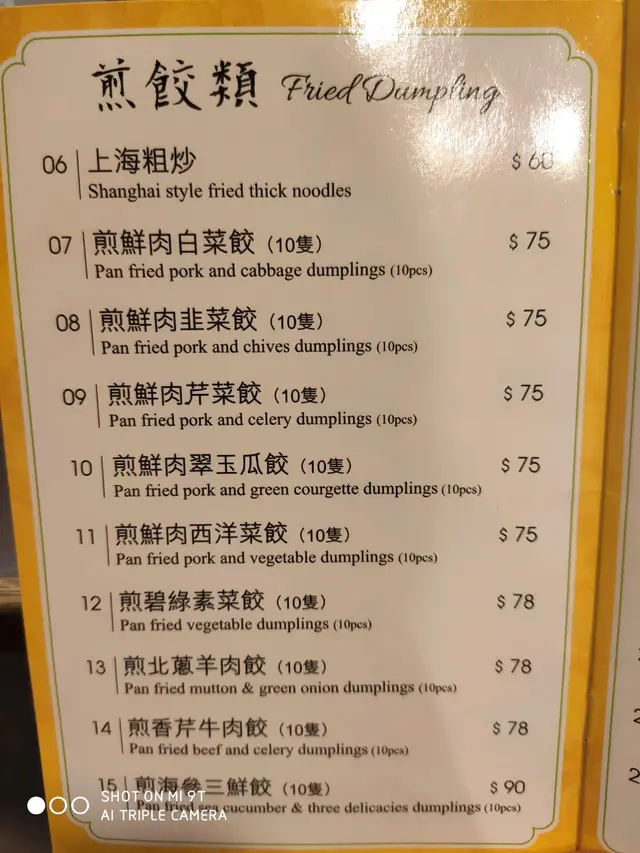 煎餃類 Fried Dumpling
06 上海粗炒 $ 60
Shanghai style fried thick noodles
07 煎鮮肉白菜餃 (10隻) $ 75
Pan fried pork and cabbage dumplings (10pcs)
08 煎鮮肉韭菜餃 (10隻) $ 75
Pan fried pork and chives dumplings (10pcs)
09 煎鮮肉芹菜餃 (10隻) $ 75
Pan fried pork and celery dumplings (10pcs)
10 煎鮮肉翠玉瓜餃 (10隻) $ 75
Pan fried pork and green courgette dumplings (10pcs)
11 煎鮮肉西洋菜餃 (10隻) $ 75
Pan fried pork and vegetable dumplings (10pcs)
12 煎碧綠素菜餃 (10隻) $ 78
Pan fried vegetable dumplings (10pcs)
13 煎北蔥羊肉餃 (10隻) $ 78
Pan fried mutton & green onion dumplings (10pcs)
14 煎香芹牛肉餃 (10隻) $ 78
Pan fried beef and celery dumplings (10pcs)
15 煎海參三鮮餃 (10隻) $ 90
Pan fried sea cucumber & three delicacies dumplings (10pcs)
SHOT ON MI 9T
AI TRIPLE CAMERA